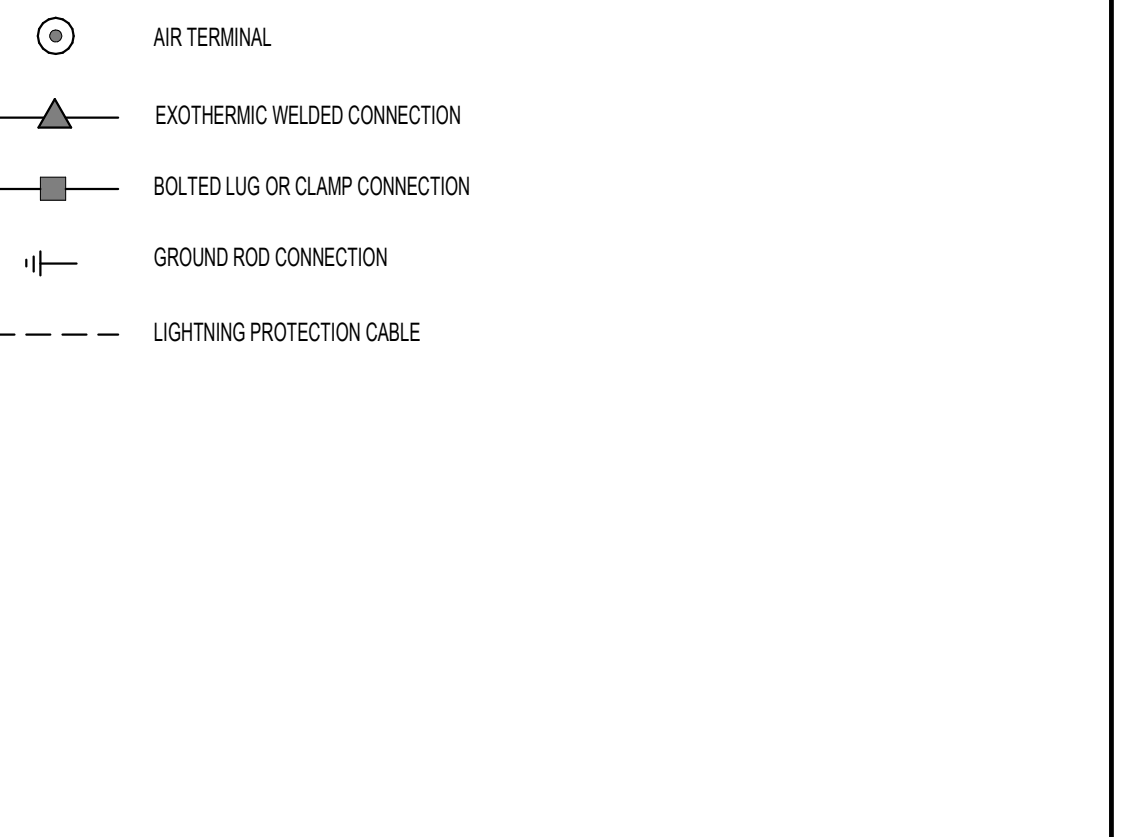 AIR TERMINAL
EXOTHERMIC WELDED CONNECTION
BOLTED LUG OR CLAMP CONNECTION
GROUND ROD CONNECTION
LIGHTNING PROTECTION CABLE